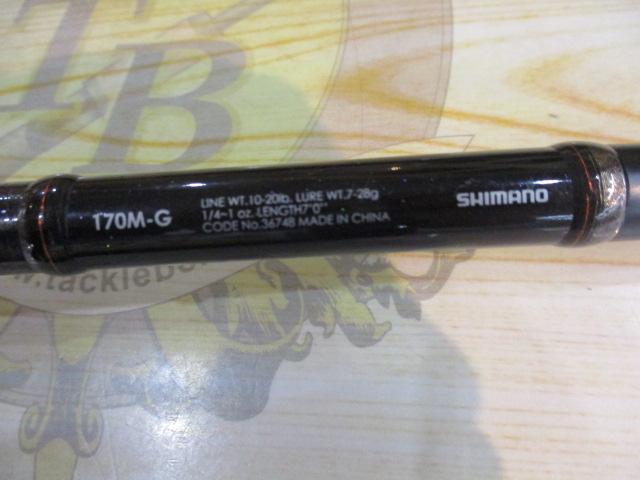 TB
T70M-G
LINE WT.10-20lb. LURE WT.7-28g
1/4~1 oz. LENGTH7'0"
CODE No.36748 MADE IN CHINA
SHIMANO